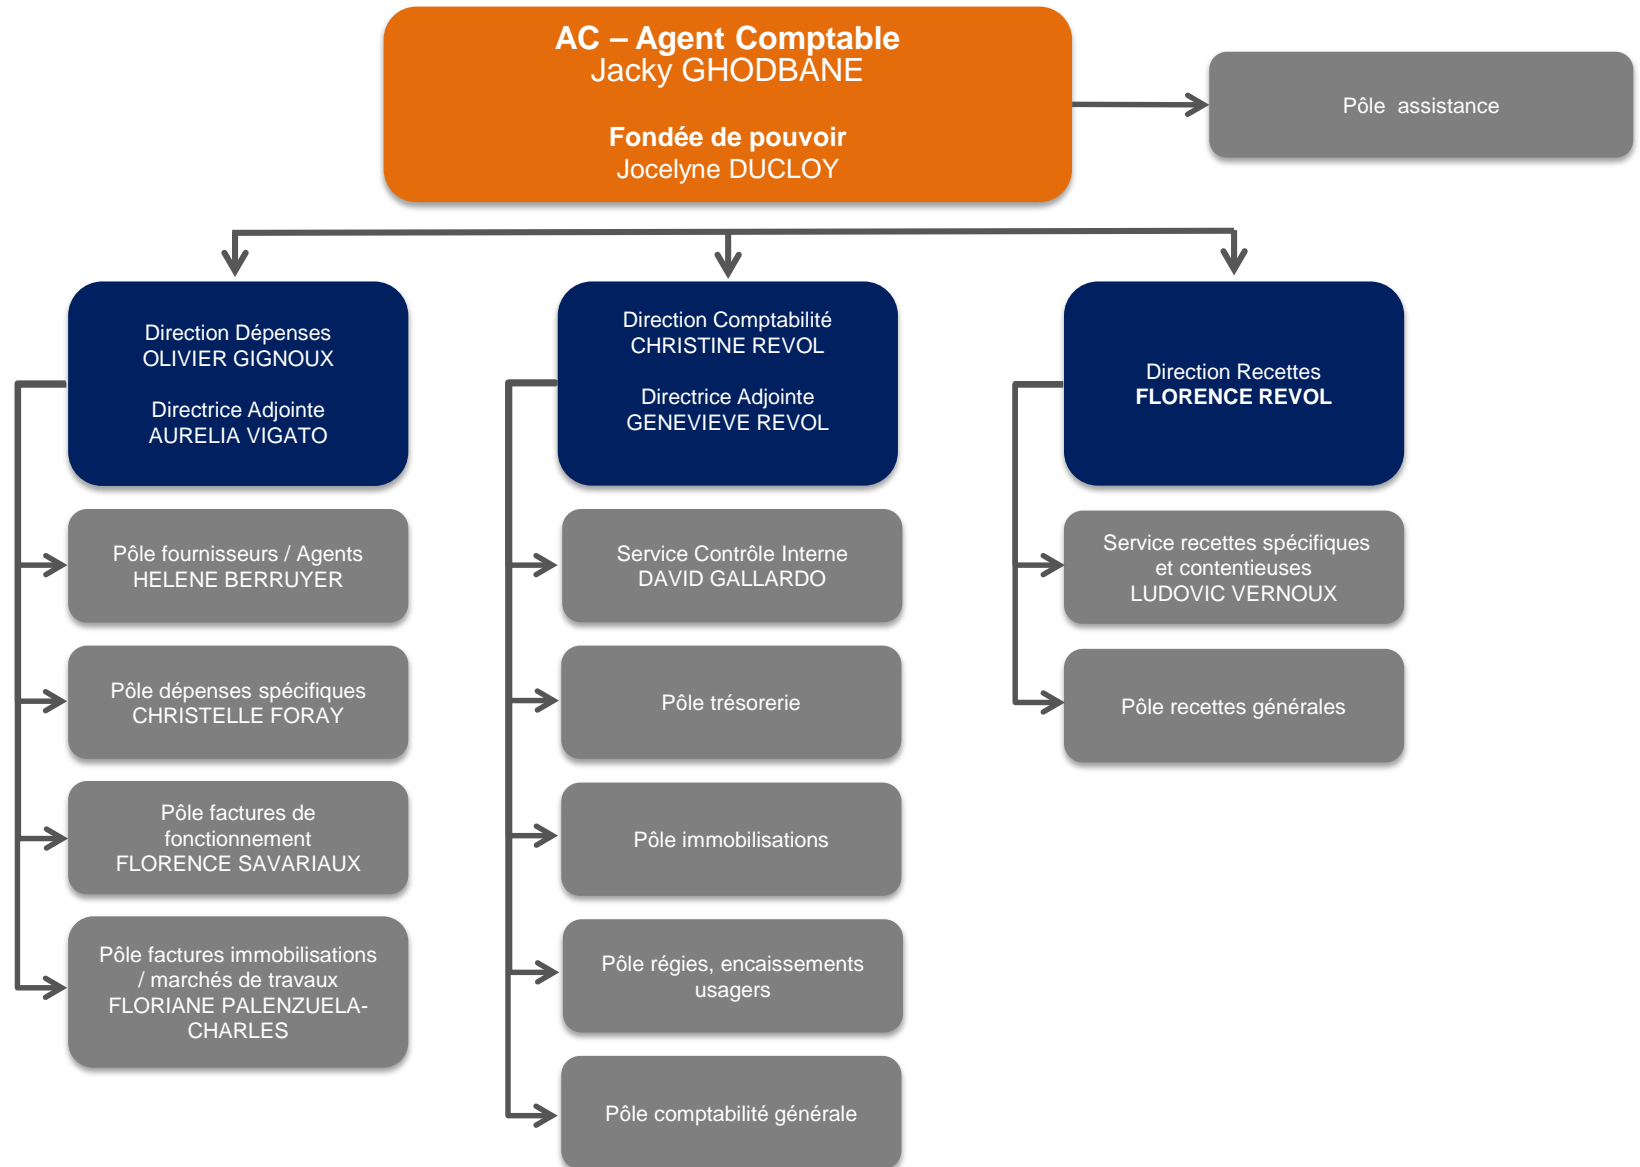 AC – Agent Comptable
Jacky GHODBANE
Fondée de pouvoir
Jocelyne DUCLOY
Pôle assistance
Direction Dépenses
OLIVIER GIGNOUX
Directrice Adjointe
AURELIA VIGATO
Pôle fournisseurs / Agents
HELENE BERRUYER
Pôle dépenses spécifiques
CHRISTELLE FORAY
Pôle factures de
fonctionnement
FLORENCE SAVARIAUX
Pôle factures immobilisations
/ marchés de travaux
FLORIANE PALENZUELA-
CHARLES
Direction Comptabilité
CHRISTINE REVOL
Directrice Adjointe
GENEVIEVE REVOL
Service Contrôle Interne
DAVID GALLARDO
Pôle trésorerie
Pôle immobilisations
Pôle régies, encaissements
usagers
Pôle comptabilité générale
Direction Recettes
FLORENCE REVOL
Service recettes spécifiques
et contentieuses
LUDOVIC VERNOUX
Pôle recettes générales